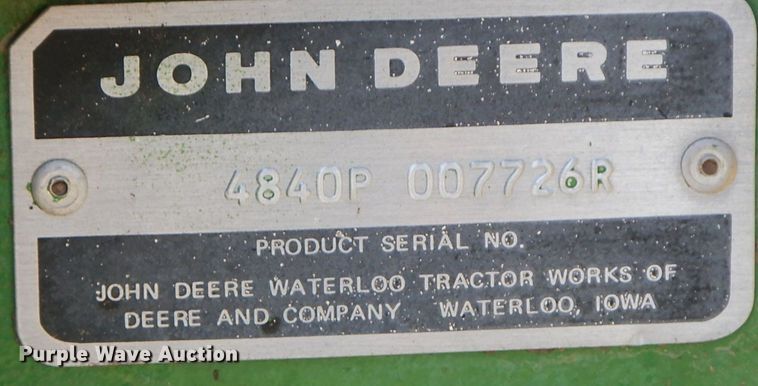 JOHN DEERE
4840P 007726R
PRODUCT SERIAL NO.
JOHN DEERE WATERLOO TRACTOR WORKS OF
DEERE AND COMPANY WATERLOO, IOWA
Purple Wave Auction